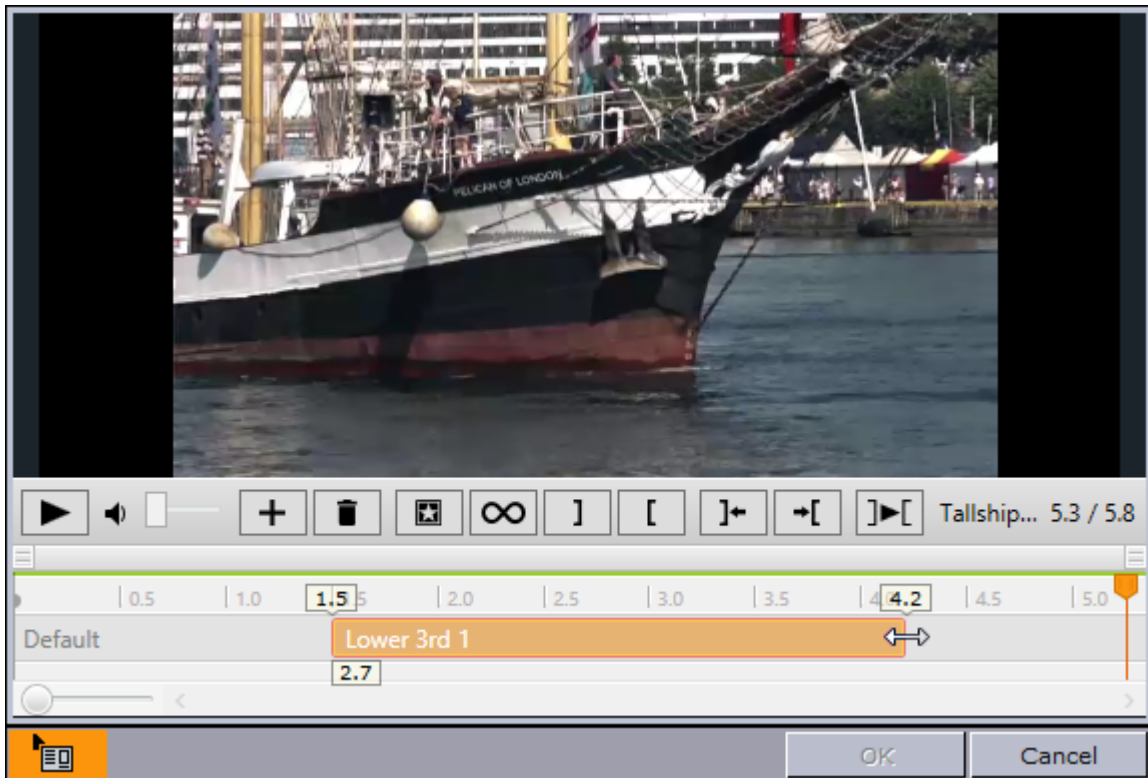 PELICAN OF LONDON
Tallship... 5.3 / 5.8
0.5 1.0 1.5 2.0 2.5 3.0 3.5 4.2 4.5 5.0
Default Lower 3rd 1
2.7
OK Cancel